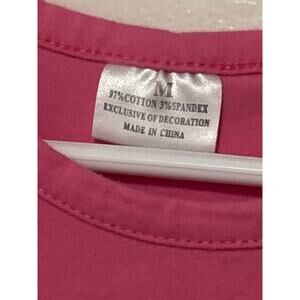 M
97%COTTON 3%SPANDEX
EXCLUSIVE OF DECORATION
MADE IN CHINA